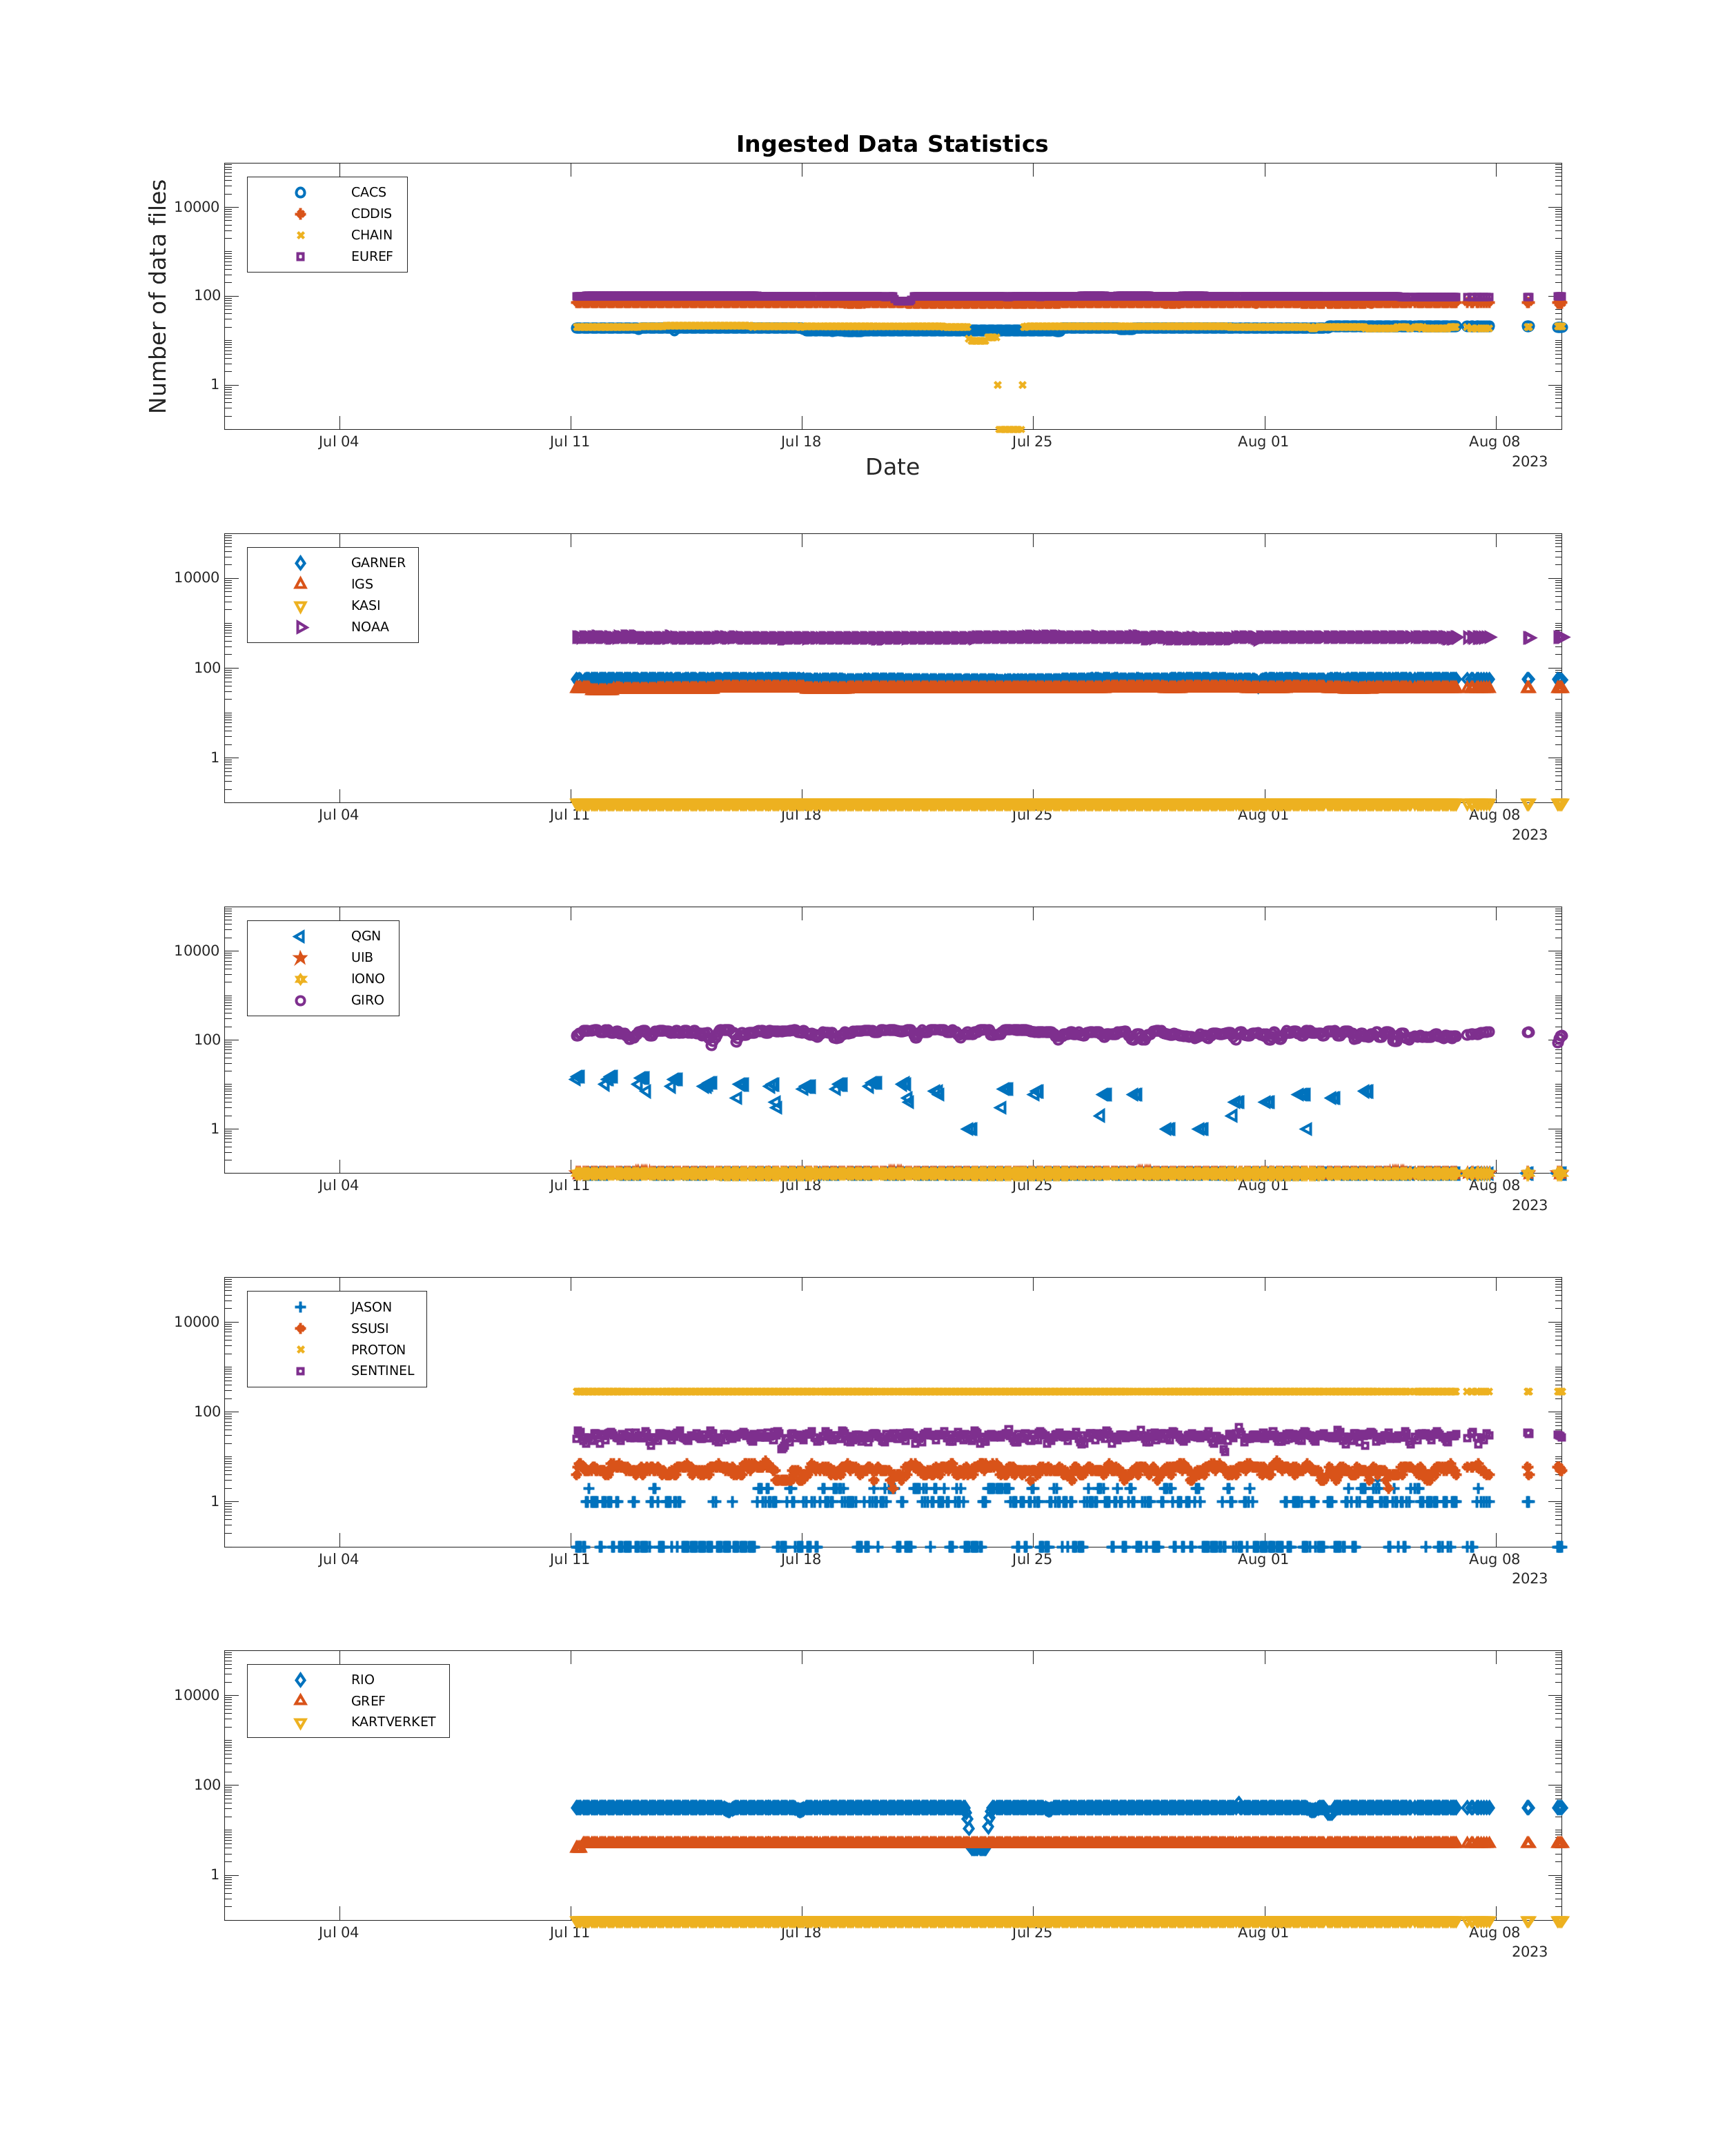 Ingested Data Statistics
Number of data files
10000
100
1
CACS
CDDIS
CHAIN
EUREF
Jul 04 Jul 11 Jul 18 Jul 25 Aug 01 Aug 08
2023
Date
10000
100
1
GARNER
IGS
KASI
NOAA
Jul 04 Jul 11 Jul 18 Jul 25 Aug 01 Aug 08
2023
10000
100
1
QGN
UIB
IONO
GIRO
Jul 04 Jul 11 Jul 18 Jul 25 Aug 01 Aug 08
2023
10000
100
1
JASON
SSUSI
PROTON
SENTINEL
Jul 04 Jul 11 Jul 18 Jul 25 Aug 01 Aug 08
2023
10000
100
1
RIO
GREF
KARTVERKET
Jul 04 Jul 11 Jul 18 Jul 25 Aug 01 Aug 08
2023